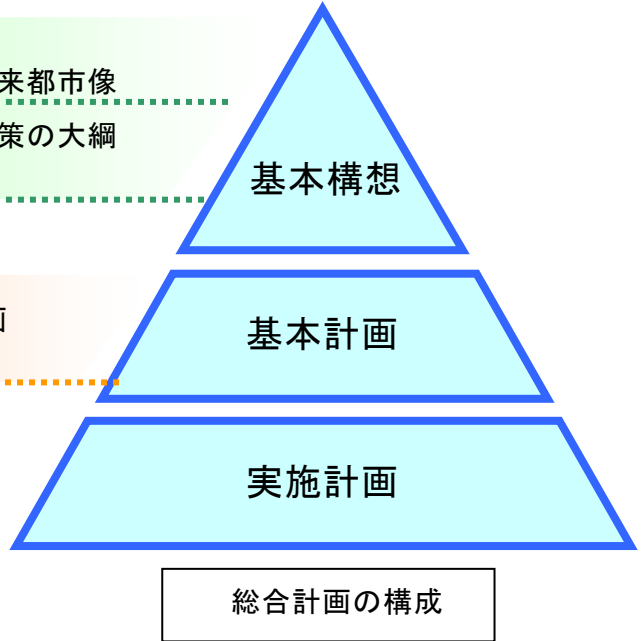 来都市像
策の大綱
基本構想
画
基本計画
実施計画
総合計画の構成